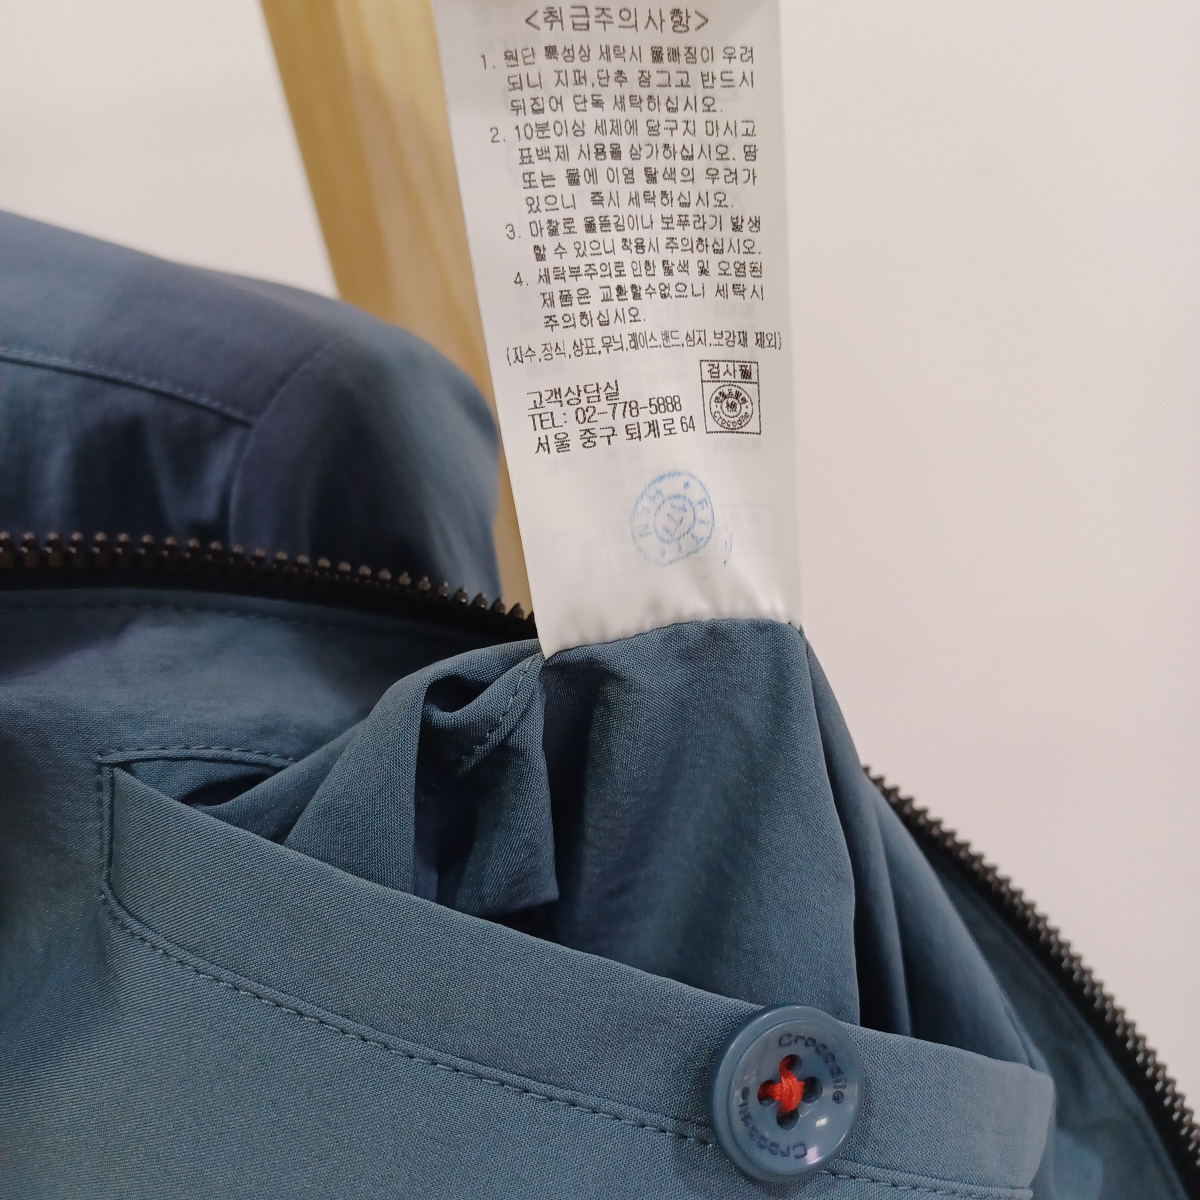 <취급주의사항>
1. 원단 특성상 세탁시 물빠짐이 우려
되니 지퍼,단추 잠그고 반드시
뒤집어 단독 세탁하십시오.
2. 10분이상 세제에 담구지 마시고
표백제 사용을 삼가하십시오. 땀
또는 물에 이염 탈색의 우려가
있으니 즉시 세탁하십시오.
3. 마찰로 올뜯김이나 보푸라기 발생
할 수 있으니 착용시 주의하십시오.
4. 세탁부주의로 인한 탈색 및 오염된
제품은 교환할수없으니 세탁시
주의하십시오.
(자수,장식,상표,무늬,레이스,밴드,심지,보강재 제외)
검사필
Crocodile
고객상담실
TEL: 02-778-5888
서울 중구 퇴계로 64
Crocodile
Crocodile